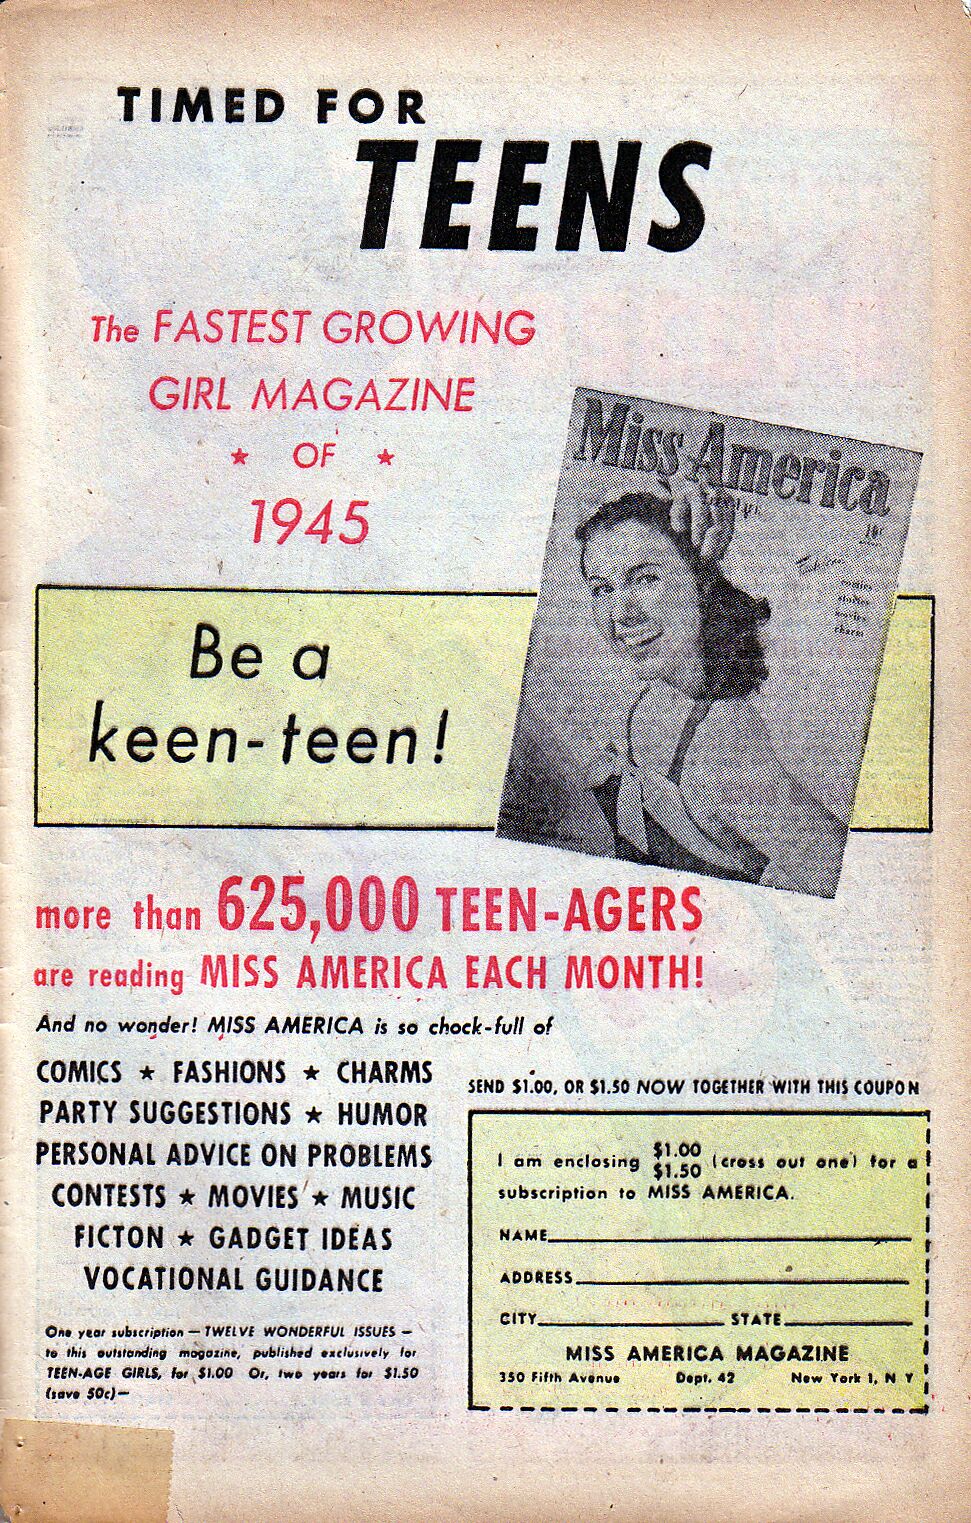 TIMED FOR
TEENS
The FASTEST GROWING
GIRL MAGAZINE
★ OF ★
1945
Miss America
10¢
comics
stories
movies
charm
Be a
keen-teen!
more than 625,000 TEEN-AGERS
are reading MISS AMERICA EACH MONTH!
And no wonder! MISS AMERICA is so chock-full of
COMICS ★ FASHIONS ★ CHARMS
PARTY SUGGESTIONS ★ HUMOR
PERSONAL ADVICE ON PROBLEMS
CONTESTS ★ MOVIES ★ MUSIC
FICTON ★ GADGET IDEAS
VOCATIONAL GUIDANCE
One year subscription — TWELVE WONDERFUL ISSUES —
to this outstanding magazine, published exclusively for
TEEN-AGE GIRLS, for $1.00 Or, two years for $1.50
(save 50c)—
SEND $1.00, OR $1.50 NOW TOGETHER WITH THIS COUPON
I am enclosing $1.00 $1.50 (cross out one) for a
subscription to MISS AMERICA.
NAME
ADDRESS
CITY STATE
MISS AMERICA MAGAZINE
350 Fifth Avenue Dept. 42 New York 1, N Y